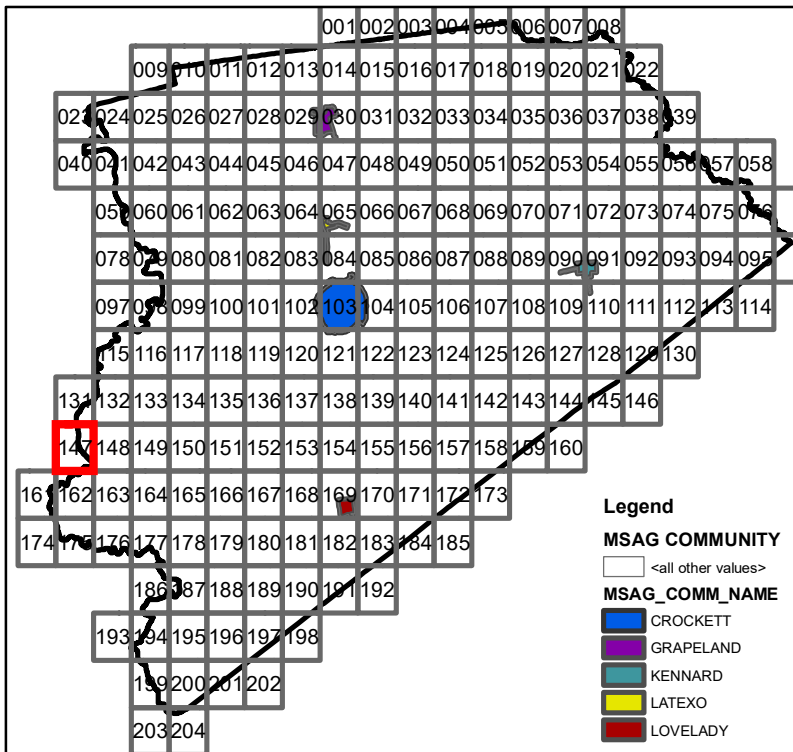 001 002 003 004 005 006 007 008
009 010 011 012 013 014 015 016 017 018 019 020 021 022
023 024 025 026 027 028 029 030 031 032 033 034 035 036 037 038 039
040 041 042 043 044 045 046 047 048 049 050 051 052 053 054 055 056 057 058
059 060 061 062 063 064 065 066 067 068 069 070 071 072 073 074 075 076
078 079 080 081 082 083 084 085 086 087 088 089 090 091 092 093 094 095
097 098 099 100 101 102 103 104 105 106 107 108 109 110 111 112 113 114
115 116 117 118 119 120 121 122 123 124 125 126 127 128 129 130
131 132 133 134 135 136 137 138 139 140 141 142 143 144 145 146
147 148 149 150 151 152 153 154 155 156 157 158 159 160
161 162 163 164 165 166 167 168 169 170 171 172 173
174 175 176 177 178 179 180 181 182 183 184 185
186 187 188 189 190 191 192
193 194 195 196 197 198
199 200 201 202
203 204
Legend
MSAG COMMUNITY
<all other values>
MSAG_COMM_NAME
CROCKETT
GRAPELAND
KENNARD
LATEXO
LOVELADY